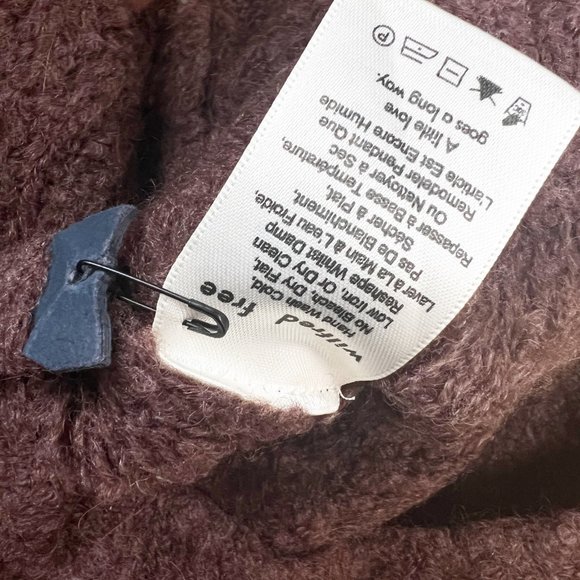 wilfred free
Hand Wash Cold,
No Bleach, Dry Flat,
Low Iron, Or Dry Clean
Reshape Whilst Damp
Laver à La Main À L'eau Froide,
Pas De Blanchiment,
Sécher à Plat,
Repasser à Basse Température,
Ou Nettover à Sec
Remodeler Pendant Que
L'article Est Encore Humide
A little love
goes a long way.
P